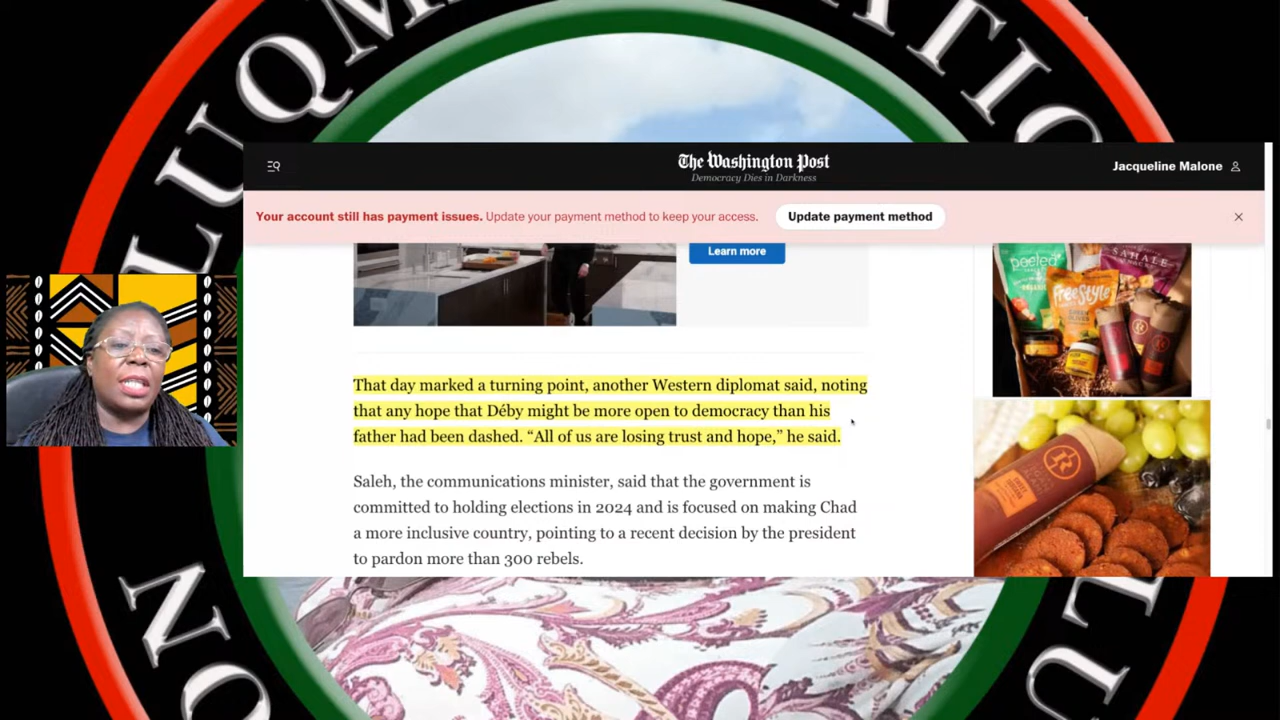 LUQM
The Washington Post
Democracy Dies in Darkness
Jacqueline Malone
Your account still has payment issues. Update your payment method to keep your access.
Update payment method
Learn more
peeled
ORGANIC
SAHALE
FREESTYLE
That day marked a turning point, another Western diplomat said, noting
that any hope that Déby might be more open to democracy than his
father had been dashed. “All of us are losing trust and hope,” he said.
Saleh, the communications minister, said that the government is
committed to holding elections in 2024 and is focused on making Chad
a more inclusive country, pointing to a recent decision by the president
to pardon more than 300 rebels.